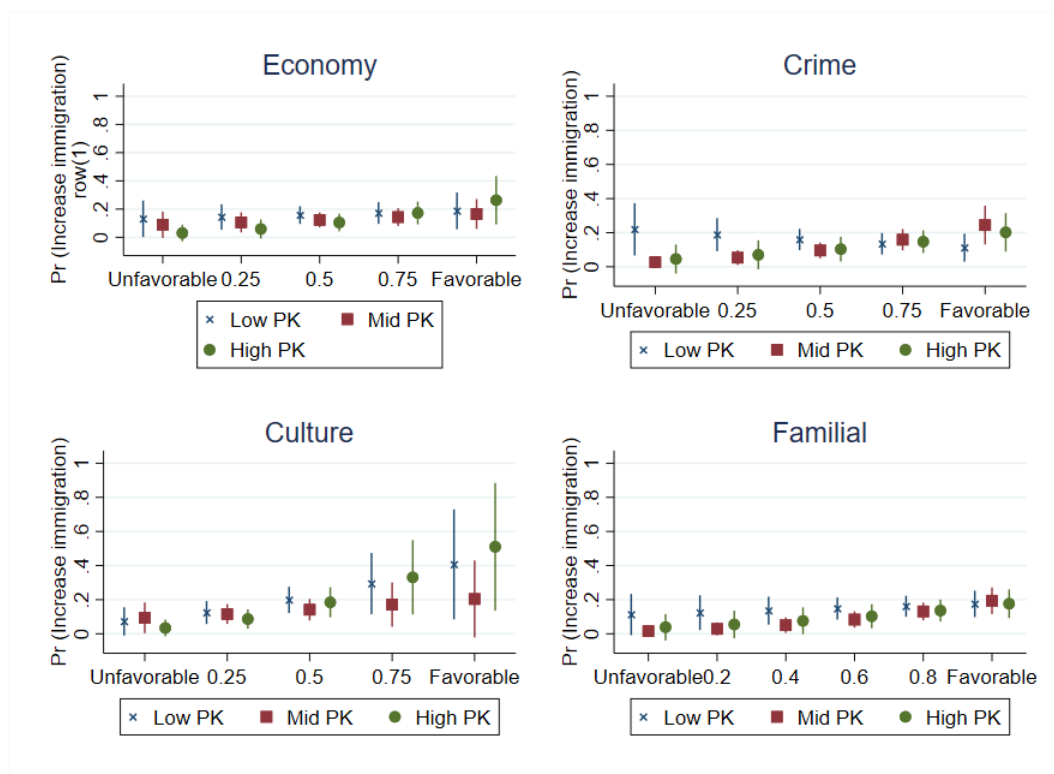 Economy
Pr (Increase immigration)
row(1)
1
.8
.6
.4
.2
0
Unfavorable 0.25 0.5 0.75 Favorable
Low PK Mid PK
High PK
Crime
Pr (Increase immigration)
1
.8
.6
.4
.2
0
Unfavorable 0.25 0.5 0.75 Favorable
Low PK Mid PK High PK
Culture
Pr (Increase immigration)
1
.8
.6
.4
.2
0
Unfavorable 0.25 0.5 0.75 Favorable
Low PK Mid PK High PK
Familial
Pr (Increase immigration)
1
.8
.6
.4
.2
0
Unfavorable 0.2 0.4 0.6 0.8 Favorable
Low PK Mid PK High PK